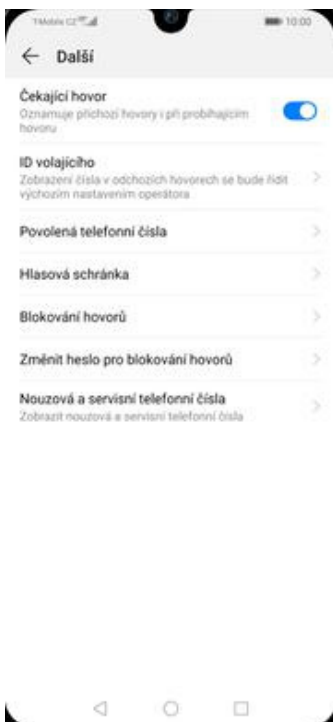 T-Mobile CZ
10:00
Další
Čekající hovor
Oznamuje příchozí hovory i při probíhajícím
hovoru
ID volajícího
Zobrazení čísla v odchozích hovorech se bude řídit
výchozím nastavením operátora
Povolená telefonní čísla
Hlasová schránka
Blokování hovorů
Změnit heslo pro blokování hovorů
Nouzová a servisní telefonní čísla
Zobrazit nouzová a servisní telefonní čísla